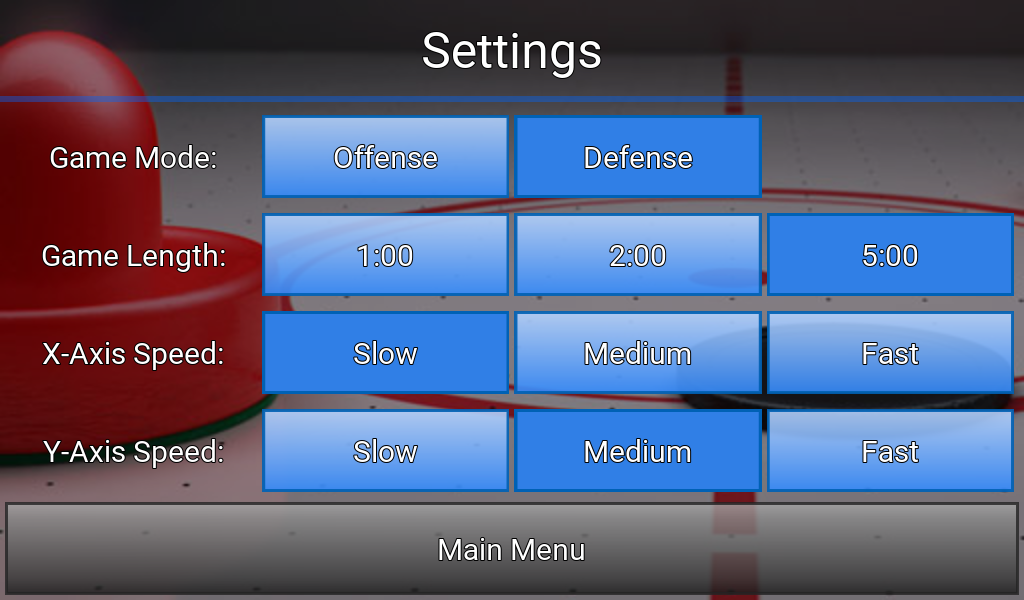 Settings
Game Mode: Offense Defense
Game Length: 1:00 2:00 5:00
X-Axis Speed: Slow Medium Fast
Y-Axis Speed: Slow Medium Fast
Main Menu